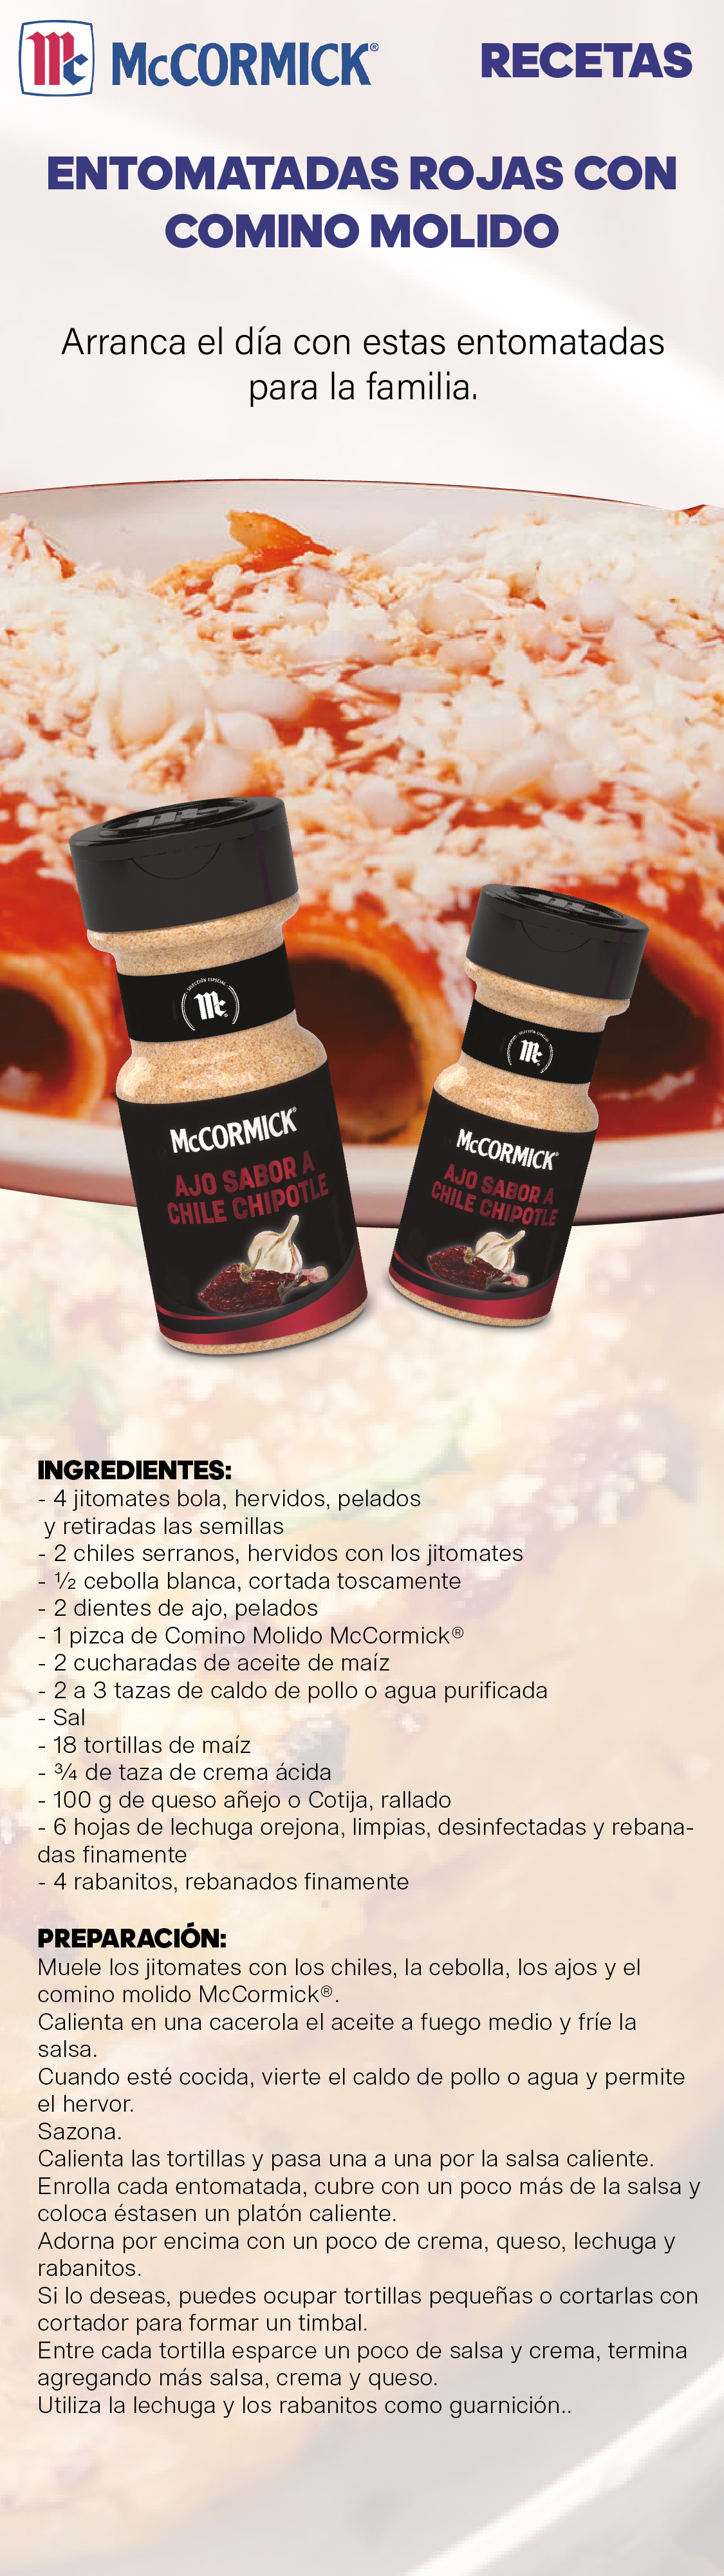 McCORMICK®
RECETAS
ENTOMATADAS ROJAS CON
COMINO MOLIDO
Arranca el día con estas entomatadas
para la familia.
SELECCIÓN ESPECIAL
Mc
McCORMICK®
AJO SABOR A
CHILE CHIPOTLE
Mc
McCORMICK®
AJO SABOR A
CHILE CHIPOTLE
INGREDIENTES:
- 4 jitomates bola, hervidos, pelados
y retiradas las semillas
- 2 chiles serranos, hervidos con los jitomates
- ½ cebolla blanca, cortada toscamente
- 2 dientes de ajo, pelados
- 1 pizca de Comino Molido McCormick®
- 2 cucharadas de aceite de maíz
- 2 a 3 tazas de caldo de pollo o agua purificada
- Sal
- 18 tortillas de maíz
- ¾ de taza de crema ácida
- 100 g de queso añejo o Cotija, rallado
- 6 hojas de lechuga orejona, limpias, desinfectadas y rebana-
das finamente
- 4 rabanitos, rebanados finamente
PREPARACIÓN:
Muele los jitomates con los chiles, la cebolla, los ajos y el
comino molido McCormick®.
Calienta en una cacerola el aceite a fuego medio y fríe la
salsa.
Cuando esté cocida, vierte el caldo de pollo o agua y permite
el hervor.
Sazona.
Calienta las tortillas y pasa una a una por la salsa caliente.
Enrolla cada entomatada, cubre con un poco más de la salsa y
coloca éstasen un platón caliente.
Adorna por encima con un poco de crema, queso, lechuga y
rabanitos.
Si lo deseas, puedes ocupar tortillas pequeñas o cortarlas con
cortador para formar un timbal.
Entre cada tortilla esparce un poco de salsa y crema, termina
agregando más salsa, crema y queso.
Utiliza la lechuga y los rabanitos como guarnición..